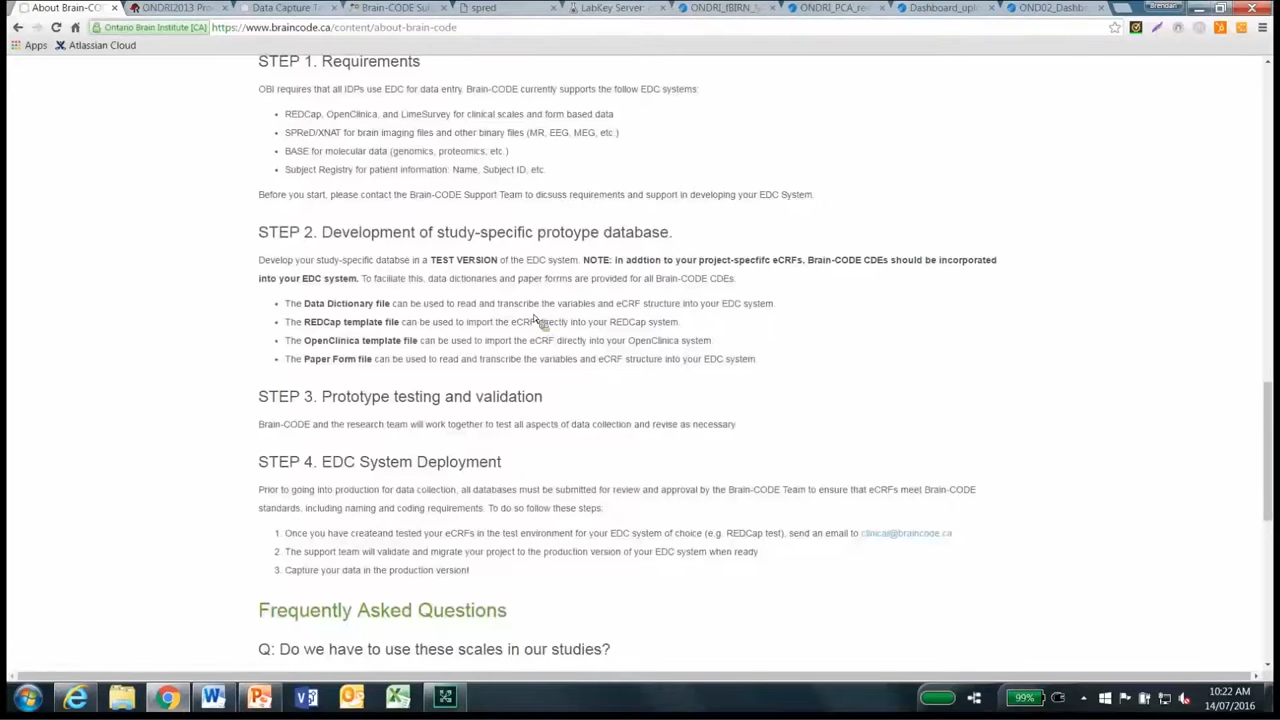 About Brain-CO
ONDRI2013 Pro
Data Capture T
Brain-CODE Su
spred
LabKey Server:
ONDRI_fBIRN_
ONDRI_PCA_re
Dashboard_uplo
OND02_Dashb
Brendan
Ontario Brain Institute [CA]
https://www.braincode.ca/content/about-brain-code
Apps
Atlassian Cloud
STEP 1. Requirements
OBI requires that all IDPs use EDC for data entry. Brain-CODE currently supports the follow EDC systems:
• REDCap, OpenClinica, and LimeSurvey for clinical scales and form based data
• SPReD/XNAT for brain imaging files and other binary files (MR, EEG, MEG, etc.)
• BASE for molecular data (genomics, proteomics, etc.)
• Subject Registry for patient information: Name, Subject ID, etc.
Before you start, please contact the Brain-CODE Support Team to dicsuss requirements and support in developing your EDC System.
STEP 2. Development of study-specific protoype database.
Develop your study-specific databse in a TEST VERSION of the EDC system. NOTE: in addtion to your project-specfifc eCRFs, Brain-CODE CDEs should be incorporated
into your EDC system. To faciliate this, data dictionaries and paper forrms are provided for all Brain-CODE CDEs:
• The Data Dictionary file can be used to read and transcribe the variables and eCRF structure into your EDC system.
• The REDCap template file can be used to import the eCRF directly into your REDCap system.
• The OpenClinica template file can be used to import the eCRF directly into your OpenClinica system.
• The Paper Form file can be used to read and transcribe the variables and eCRF structure into your EDC system.
STEP 3. Prototype testing and validation
Brain-CODE and the research team will work together to test all aspects of data collection and revise as necessary
STEP 4. EDC System Deployment
Prior to going into production for data collection, all databases must be submitted for review and approval by the Brain-CODE Team to ensure that eCRFs meet Brain-CODE
standards, including naming and coding requirements. To do so follow these steps:
1. Once you have createand tested your eCRFs in the test environment for your EDC system of choice (e.g. REDCap test), send an email to clinical@braincode.ca
2. The support team will validate and migrate your project to the production version of your EDC system when ready
3. Capture your data in the production version!
Frequently Asked Questions
Q: Do we have to use these scales in our studies?
99%
10:22 AM
14/07/2016